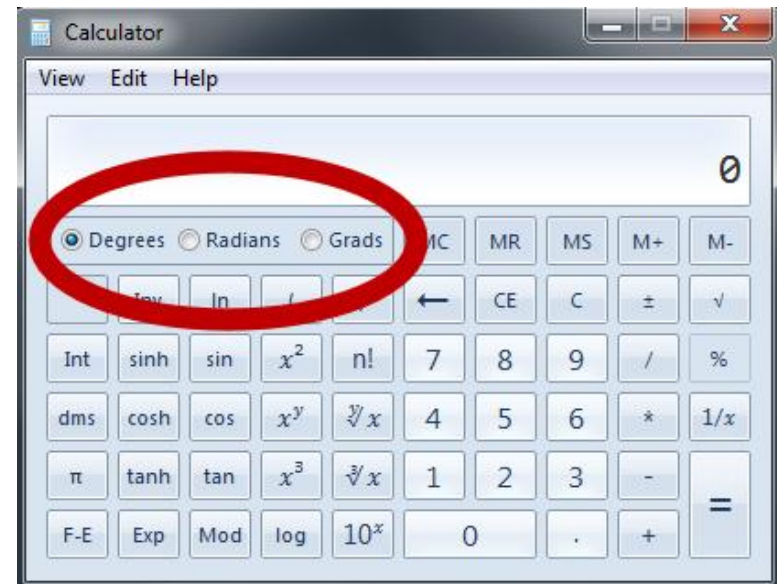 Calculator
View Edit Help
0
Degrees Radians Grads MC MR MS M+ M-
Inv ln ← CE C ± √
Int sinh sin x² n! 7 8 9 / %
dms cosh cos xʸ ʸ√x 4 5 6 * 1/x
π tanh tan x³ ³√x 1 2 3 - =
F-E Exp Mod log 10ˣ 0 . +